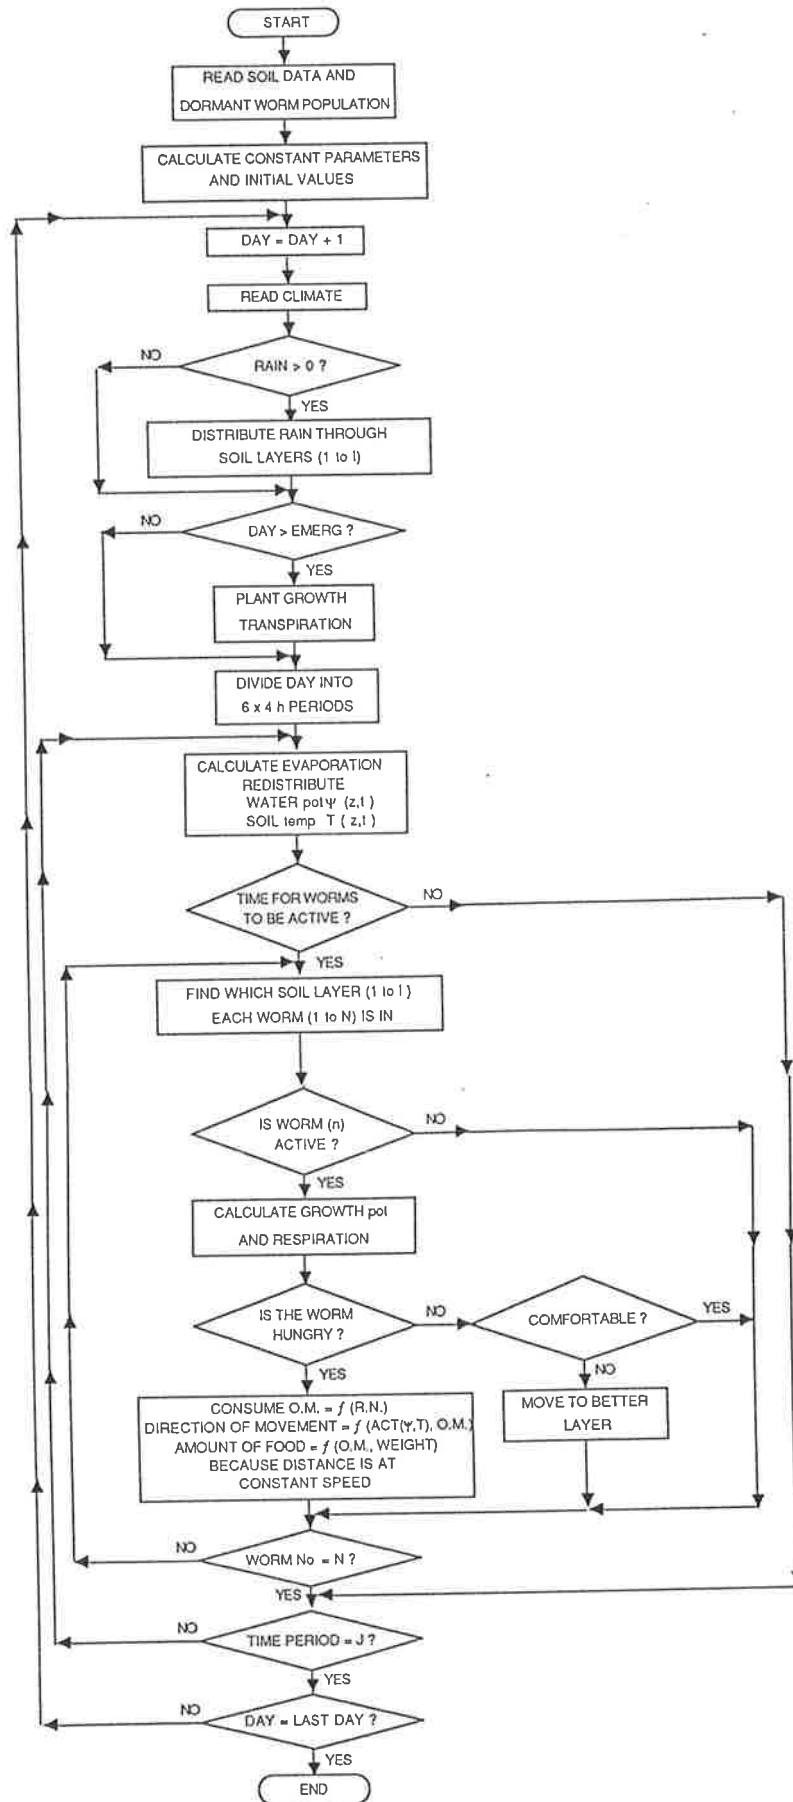 START
READ SOIL DATA AND
DORMANT WORM POPULATION
CALCULATE CONSTANT PARAMETERS
AND INITIAL VALUES
DAY = DAY + 1
READ CLIMATE
NO
RAIN > 0 ?
YES
DISTRIBUTE RAIN THROUGH
SOIL LAYERS (1 to l)
NO
DAY > EMERG ?
YES
PLANT GROWTH
TRANSPIRATION
DIVIDE DAY INTO
6 x 4 h PERIODS
CALCULATE EVAPORATION
REDISTRIBUTE
WATER pot ψ (z,t)
SOIL temp T (z,t)
TIME FOR WORMS
TO BE ACTIVE ?
NO
YES
FIND WHICH SOIL LAYER (1 to l)
EACH WORM (1 to N) IS IN
IS WORM (n)
ACTIVE ?
NO
YES
CALCULATE GROWTH pot
AND RESPIRATION
IS THE WORM
HUNGRY ?
NO
COMFORTABLE ?
YES
YES
NO
CONSUME O.M. = f (R.N.)
DIRECTION OF MOVEMENT = f (ACT(Ψ,T), O.M.)
AMOUNT OF FOOD = f (O.M., WEIGHT)
BECAUSE DISTANCE IS AT
CONSTANT SPEED
MOVE TO BETTER
LAYER
NO
WORM No = N ?
YES
NO
TIME PERIOD = J ?
YES
NO
DAY = LAST DAY ?
YES
END